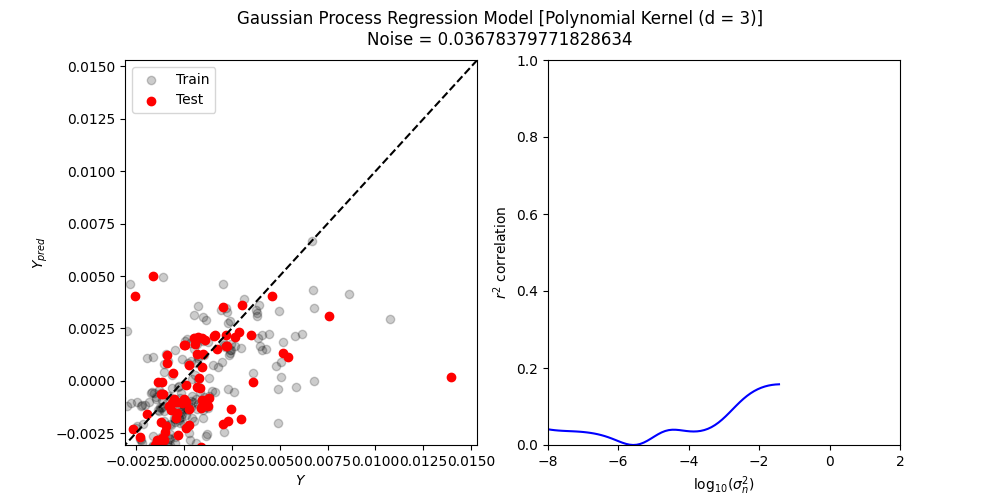 Gaussian Process Regression Model [Polynomial Kernel (d = 3)]
Noise = 0.03678379771828634
Train
Test
0.0150
0.0125
0.0100
0.0075
0.0050
0.0025
0.0000
−0.0025
Y_pred
−0.0025 0.0000 0.0025 0.0050 0.0075 0.0100 0.0125 0.0150
Y
1.0
0.8
0.6
0.4
0.2
0.0
r² correlation
−8 −6 −4 −2 0 2
log₁₀(σₙ²)